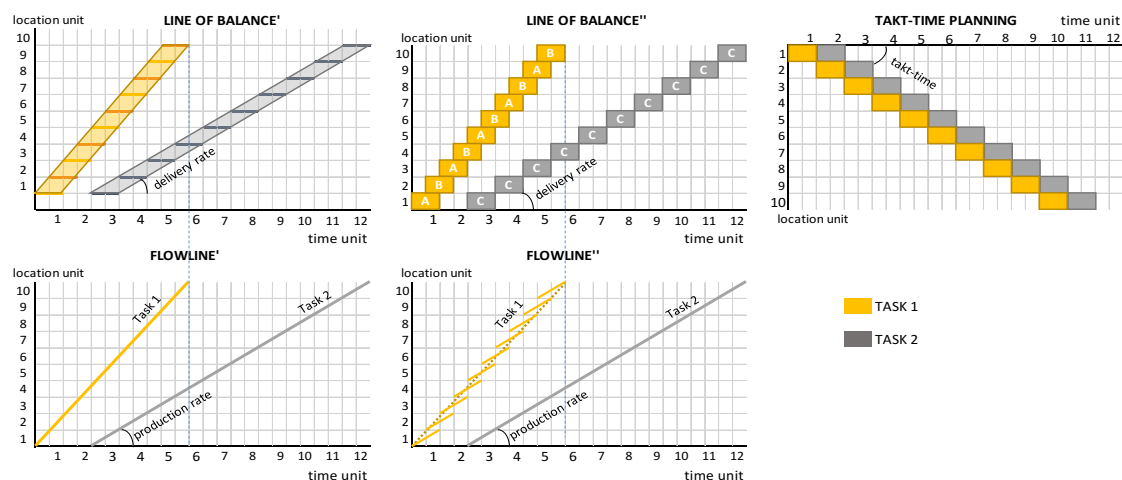 LINE OF BALANCE'
location unit
10
9
8
7
6
5
4
3
2
1
delivery rate
1 2 3 4 5 6 7 8 9 10 11 12
time unit
LINE OF BALANCE''
location unit
10
9
8
7
6
5
4
3
2
1
B
A
B
A
B
A
B
A
B
A
C
C
C
C
C
C
C
C
C
C
delivery rate
1 2 3 4 5 6 7 8 9 10 11 12
time unit
TAKT-TIME PLANNING
time unit
1 2 3 4 5 6 7 8 9 10 11 12
1
2
3
4
5
6
7
8
9
10
takt-time
location unit
FLOWLINE'
location unit
10
9
8
7
6
5
4
3
2
1
Task 1
Task 2
production rate
1 2 3 4 5 6 7 8 9 10 11 12
time unit
FLOWLINE''
location unit
10
9
8
7
6
5
4
3
2
1
Task 1
Task 2
production rate
1 2 3 4 5 6 7 8 9 10 11 12
time unit
TASK 1
TASK 2